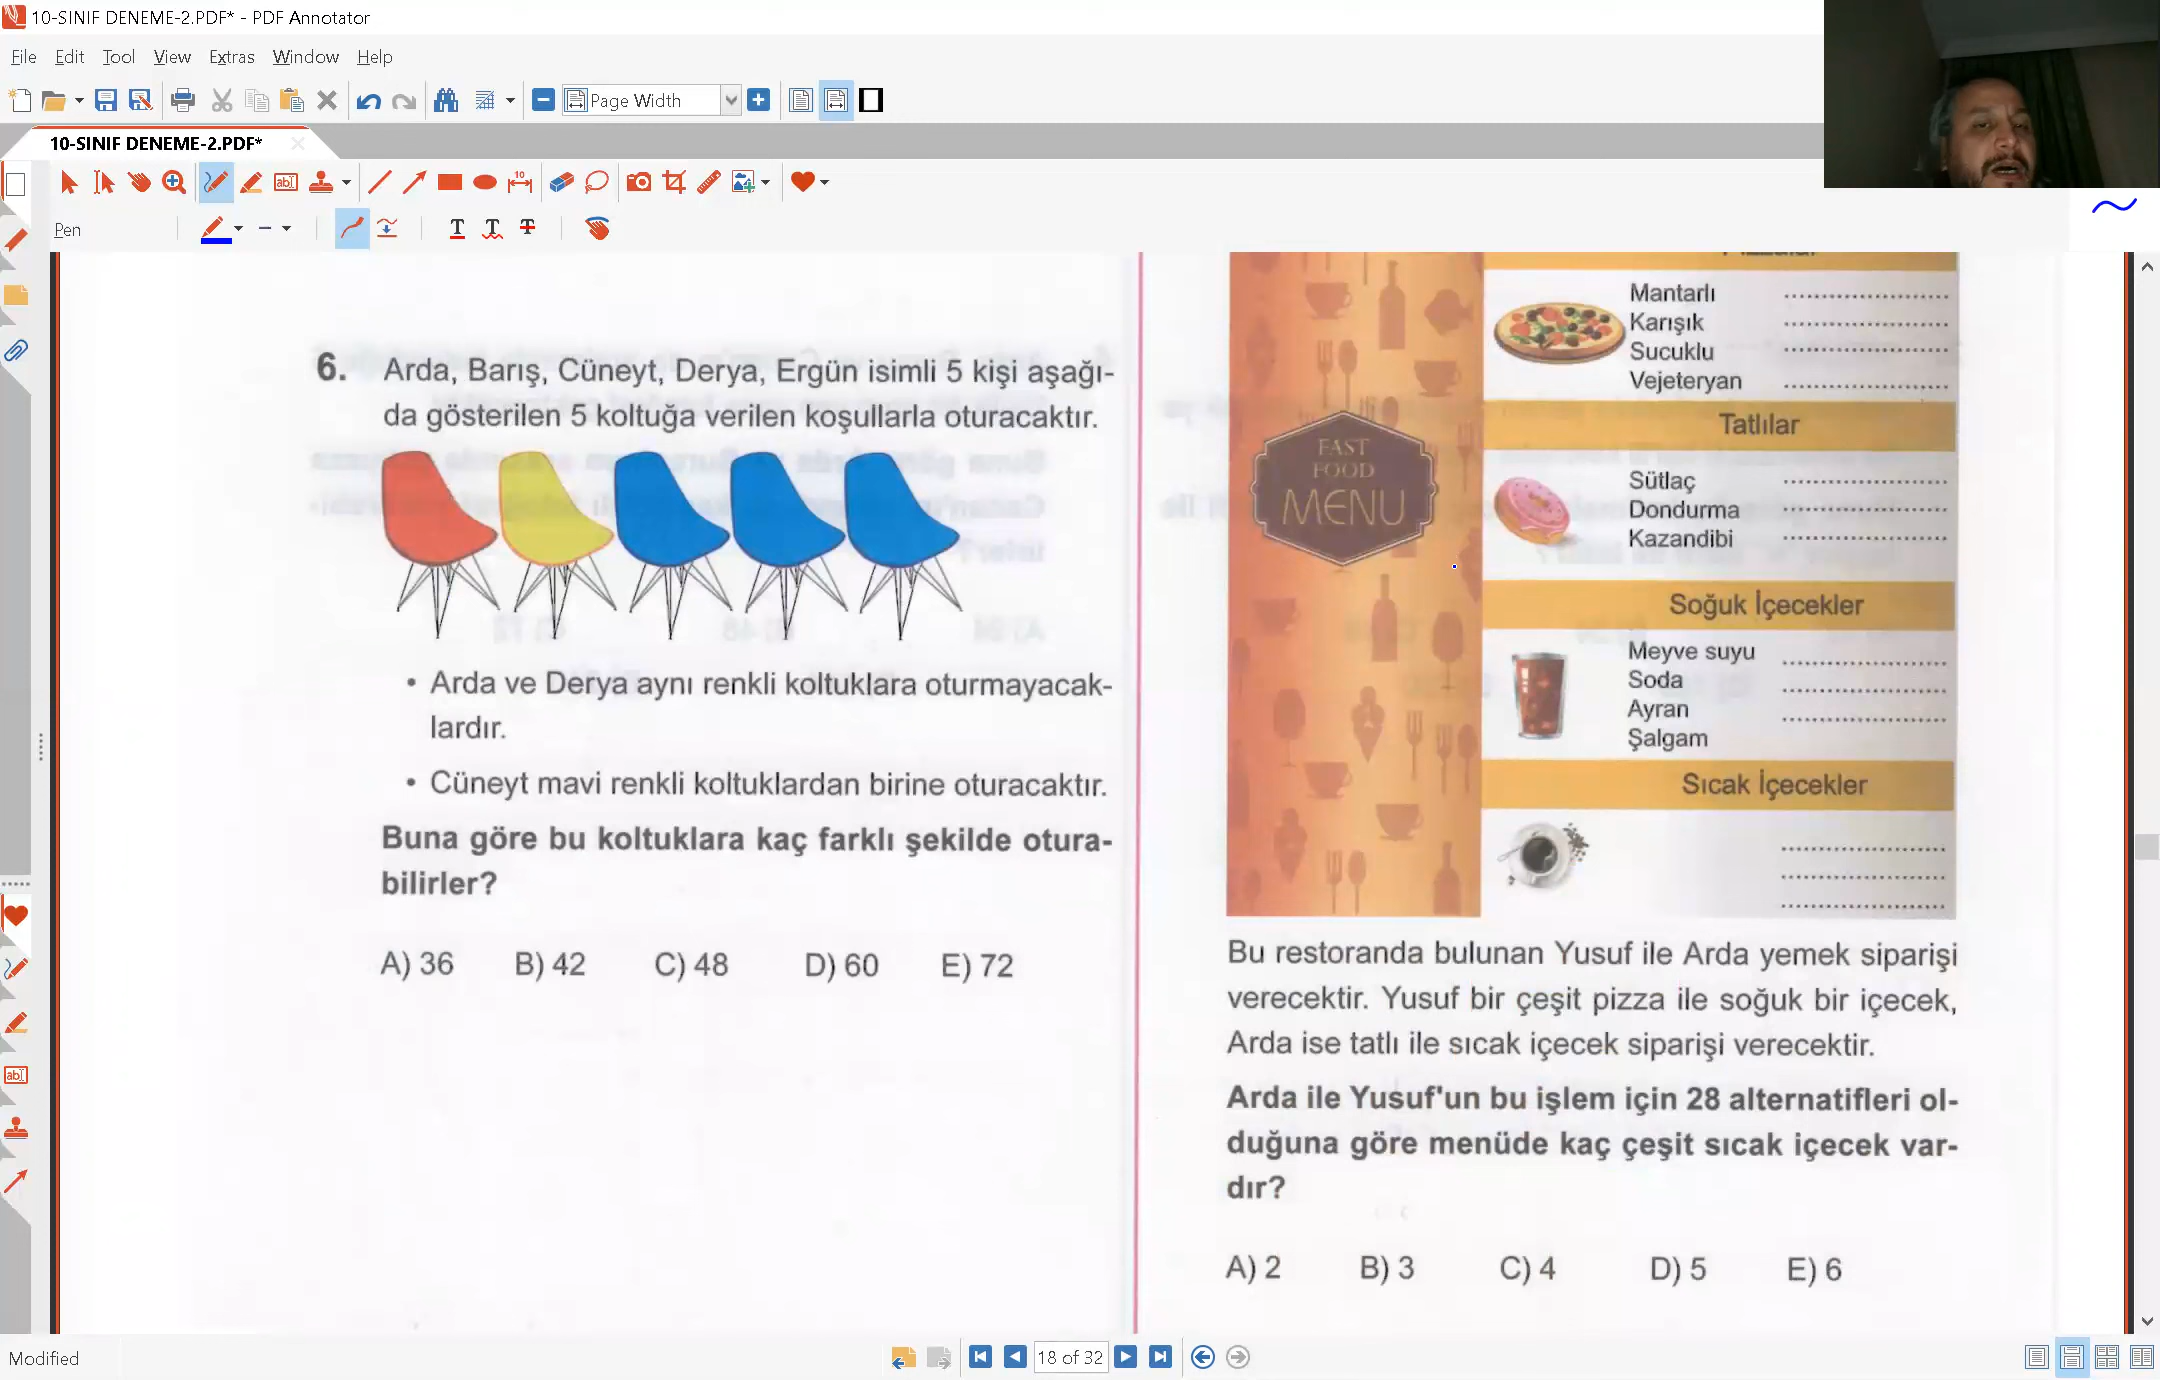 10-SINIF DENEME-2.PDF* - PDF Annotator
File Edit Tool View Extras Window Help
Page Width
10-SINIF DENEME-2.PDF*
Pen
6. Arda, Barış, Cüneyt, Derya, Ergün isimli 5 kişi aşağı-
da gösterilen 5 koltuğa verilen koşullarla oturacaktır.
• Arda ve Derya aynı renkli koltuklara oturmayacak-
lardır.
• Cüneyt mavi renkli koltuklardan birine oturacaktır.
Buna göre bu koltuklara kaç farklı şekilde otura-
bilirler?
A) 36 B) 42 C) 48 D) 60 E) 72
FAST
FOOD
MENU
Mantarlı
Karışık
Sucuklu
Vejeteryan
Tatlılar
Sütlaç
Dondurma
Kazandibi
Soğuk İçecekler
Meyve suyu
Soda
Ayran
Şalgam
Sıcak İçecekler
Bu restoranda bulunan Yusuf ile Arda yemek siparişi
verecektir. Yusuf bir çeşit pizza ile soğuk bir içecek,
Arda ise tatlı ile sıcak içecek siparişi verecektir.
Arda ile Yusuf'un bu işlem için 28 alternatifleri ol-
duğuna göre menüde kaç çeşit sıcak içecek var-
dır?
A) 2 B) 3 C) 4 D) 5 E) 6
Modified
18 of 32